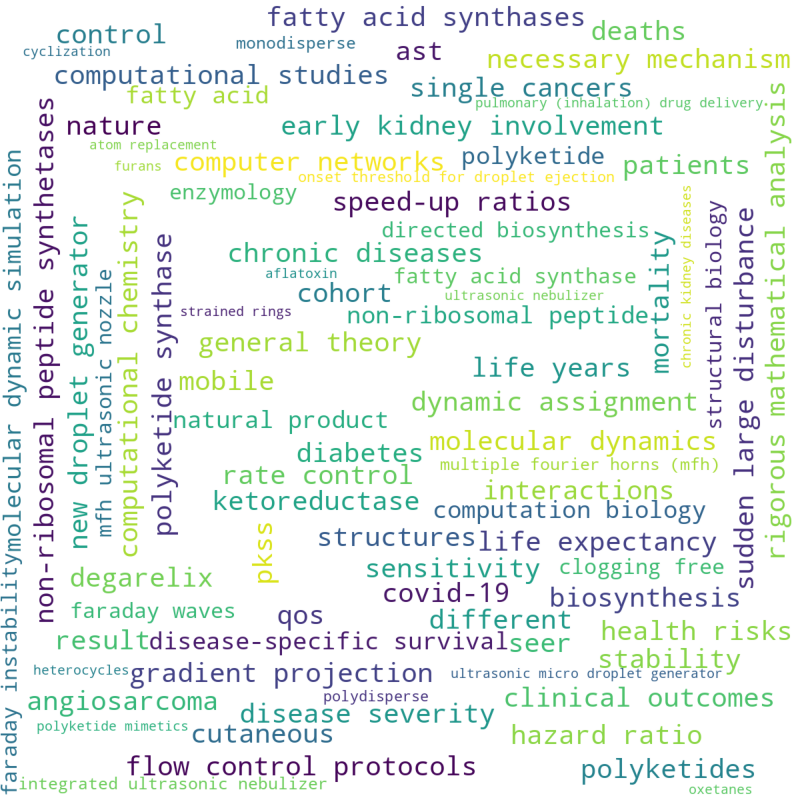 fatty acid synthases
deaths
control
monodisperse
ast
cyclization
necessary mechanism
computational studies
single cancers
fatty acid
pulmonary (inhalation) drug delivery.
nature
early kidney involvement
atom replacement
furans
computer networks
polyketide
patients
onset threshold for droplet ejection
enzymology
speed-up ratios
directed biosynthesis
chronic diseases
aflatoxin
fatty acid synthase
cohort
ultrasonic nebulizer
strained rings
non-ribosomal peptide
general theory
life years
mobile
dynamic assignment
natural product
diabetes
molecular dynamics
rate control
multiple fourier horns (mfh)
interactions
ketoreductase
computation biology
structures
life expectancy
sensitivity
clogging free
degarelix
covid-19
biosynthesis
faraday waves
qos
different
health risks
result
disease-specific survival
seer
stability
heterocycles
gradient projection
ultrasonic micro droplet generator
angiosarcoma
polydisperse
clinical outcomes
polyketide mimetics
disease severity
cutaneous
hazard ratio
flow control protocols
polyketides
integrated ultrasonic nebulizer
oxetanes
faraday instability
molecular dynamic simulation
non-ribosomal peptide synthetases
new droplet generator
mfh ultrasonic nozzle
computational chemistry
polyketide synthase
pkss
mortality
chronic kidney diseases
structural biology
sudden large disturbance
rigorous mathematical analysis